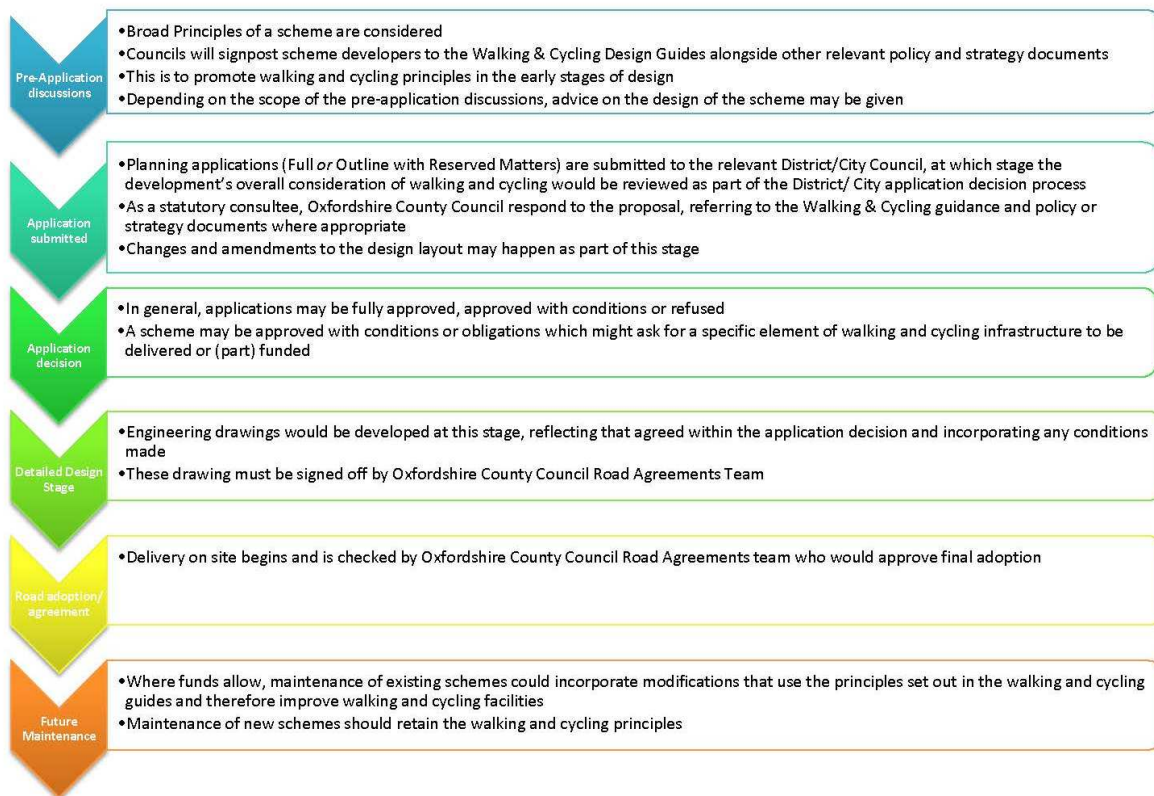 Pre-Application
discussions
•Broad Principles of a scheme are considered
•Councils will signpost scheme developers to the Walking & Cycling Design Guides alongside other relevant policy and strategy documents
•This is to promote walking and cycling principles in the early stages of design
•Depending on the scope of the pre-application discussions, advice on the design of the scheme may be given
Application
submitted
•Planning applications (Full or Outline with Reserved Matters) are submitted to the relevant District/City Council, at which stage the
development's overall consideration of walking and cycling would be reviewed as part of the District/ City application decision process
•As a statutory consultee, Oxfordshire County Council respond to the proposal, referring to the Walking & Cycling guidance and policy or
strategy documents where appropriate
•Changes and amendments to the design layout may happen as part of this stage
Application
decision
•In general, applications may be fully approved, approved with conditions or refused
•A scheme may be approved with conditions or obligations which might ask for a specific element of walking and cycling infrastructure to be
delivered or (part) funded
Detailed Design
Stage
•Engineering drawings would be developed at this stage, reflecting that agreed within the application decision and incorporating any conditions
made
•These drawing must be signed off by Oxfordshire County Council Road Agreements Team
Road adoption/
agreement
•Delivery on site begins and is checked by Oxfordshire County Council Road Agreements team who would approve final adoption
Future
Maintenance
•Where funds allow, maintenance of existing schemes could incorporate modifications that use the principles set out in the walking and cycling
guides and therefore improve walking and cycling facilities
•Maintenance of new schemes should retain the walking and cycling principles